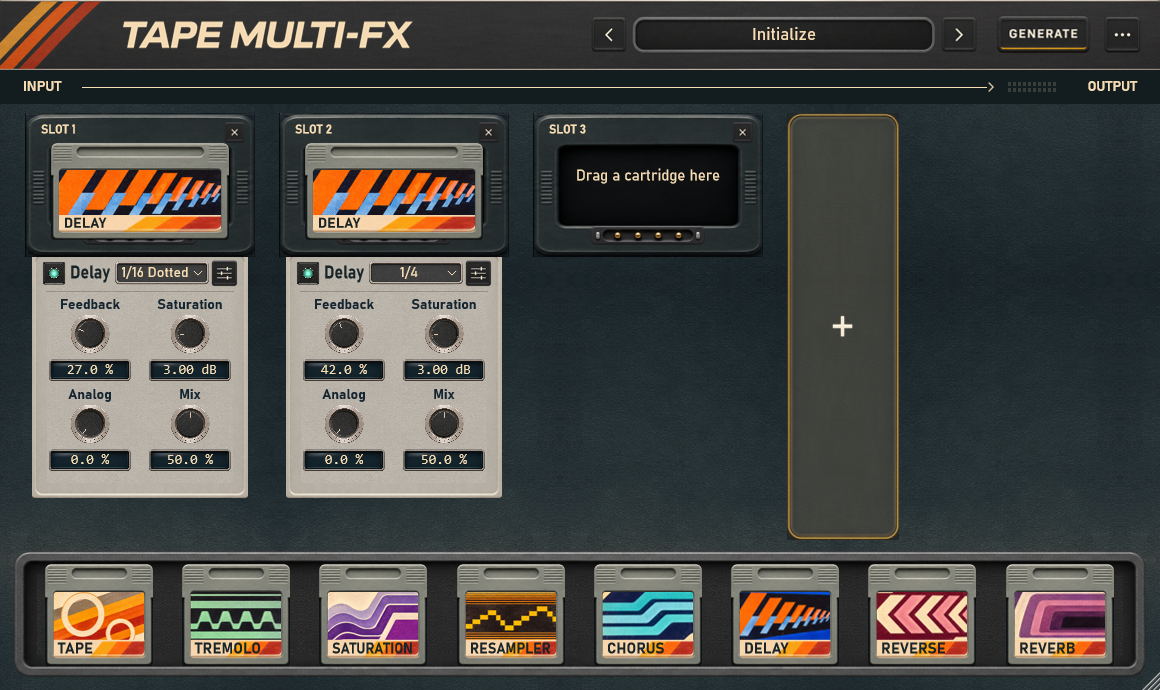 TAPE MULTI-FX
Initialize
GENERATE
INPUT
OUTPUT
SLOT 1
SLOT 2
SLOT 3
DELAY
DELAY
Drag a cartridge here
Delay 1/16 Dotted
Feedback Saturation
27.0 % 3.00 dB
Analog Mix
0.0 % 50.0 %
Delay 1/4
Feedback Saturation
42.0 % 3.00 dB
Analog Mix
0.0 % 50.0 %
+
TAPE
TREMOLO
SATURATION
RESAMPLER
CHORUS
DELAY
REVERSE
REVERB